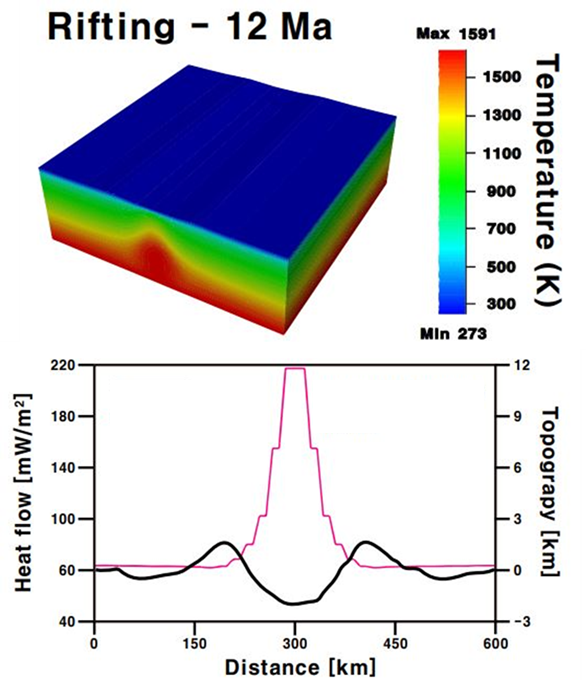 Rifting - 12 Ma
Max 1591
1500
1300
1100
900
700
500
300
Temperature (K)
Min 273
220
180
140
100
60
40
Heat flow [mW/m²]
12
9
6
3
0
-3
Topograpy [km]
0 150 300 450 600
Distance [km]